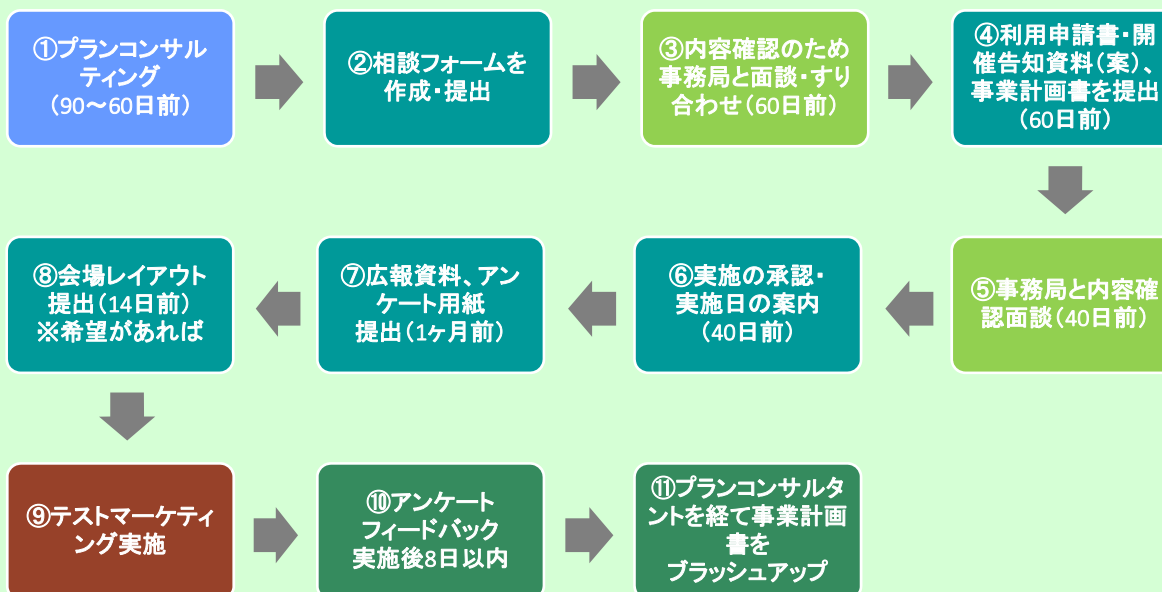 ①プランコンサル
ティング
(90～60日前)
②相談フォームを
作成・提出
③内容確認のため
事務局と面談・すり
合わせ(60日前)
④利用申請書・開
催告知資料(案)、
事業計画書を提出
(60日前)
⑤事務局と内容確
認面談(40日前)
⑥実施の承認・
実施日の案内
(40日前)
⑦広報資料、アン
ケート用紙
提出(1ヶ月前)
⑧会場レイアウト
提出(14日前)
※希望があれば
⑨テストマーケティ
ング実施
⑩アンケート
フィードバック
実施後8日以内
⑪プランコンサルタ
ントを経て事業計画
書を
ブラッシュアップ